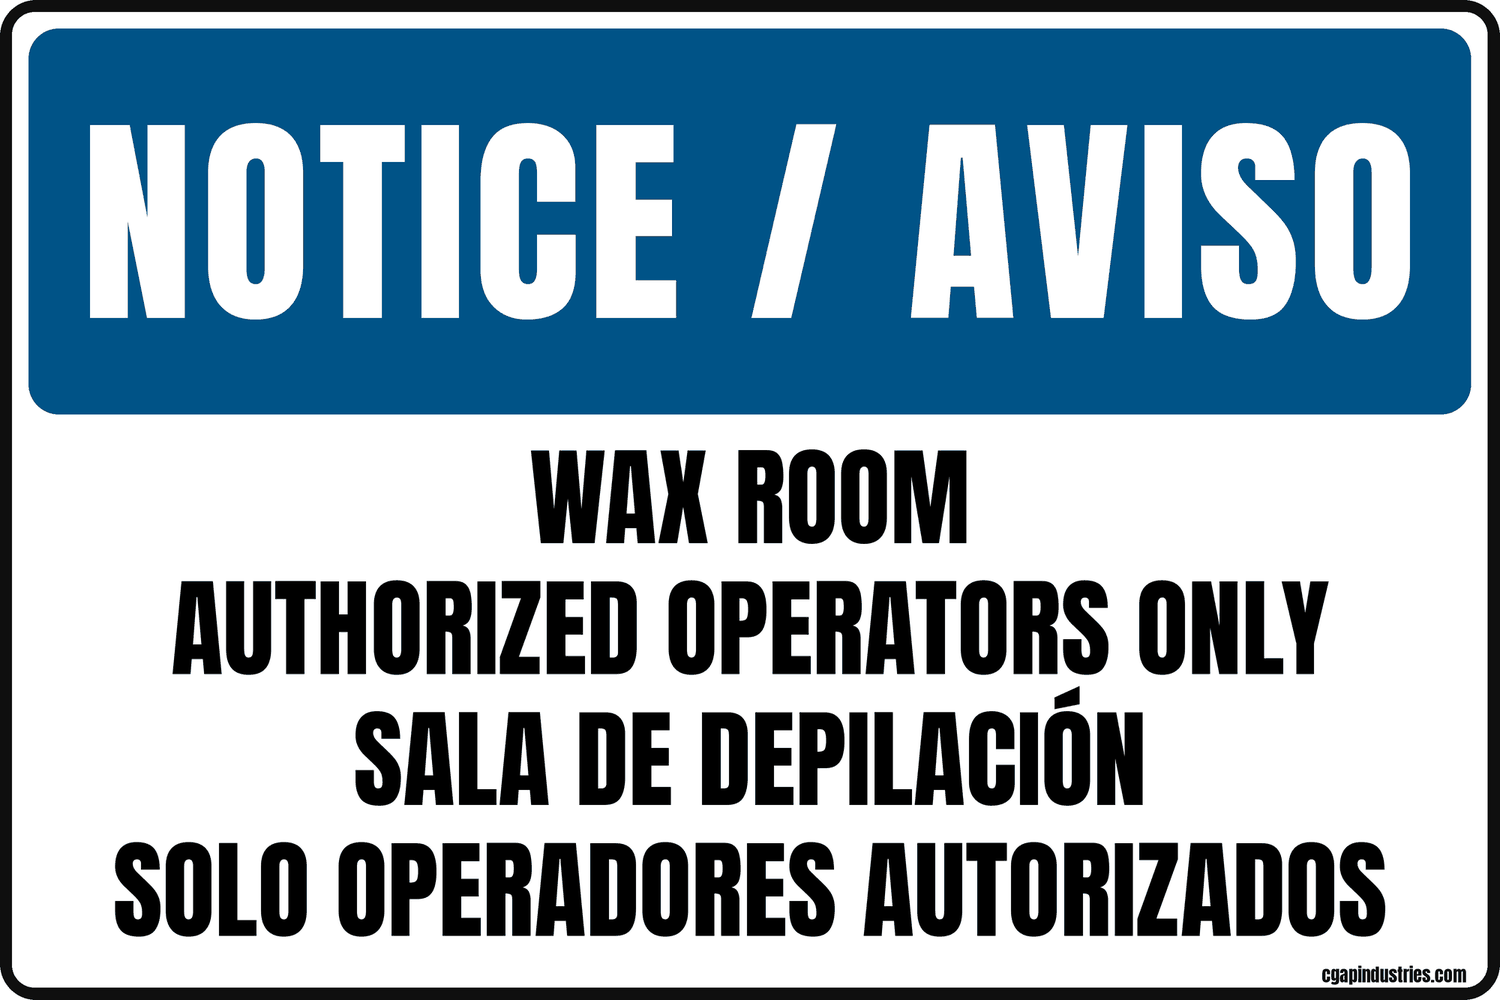 NOTICE / AVISO
WAX ROOM
AUTHORIZED OPERATORS ONLY
SALA DE DEPILACIÓN
SOLO OPERADORES AUTORIZADOS
cgapindustries.com